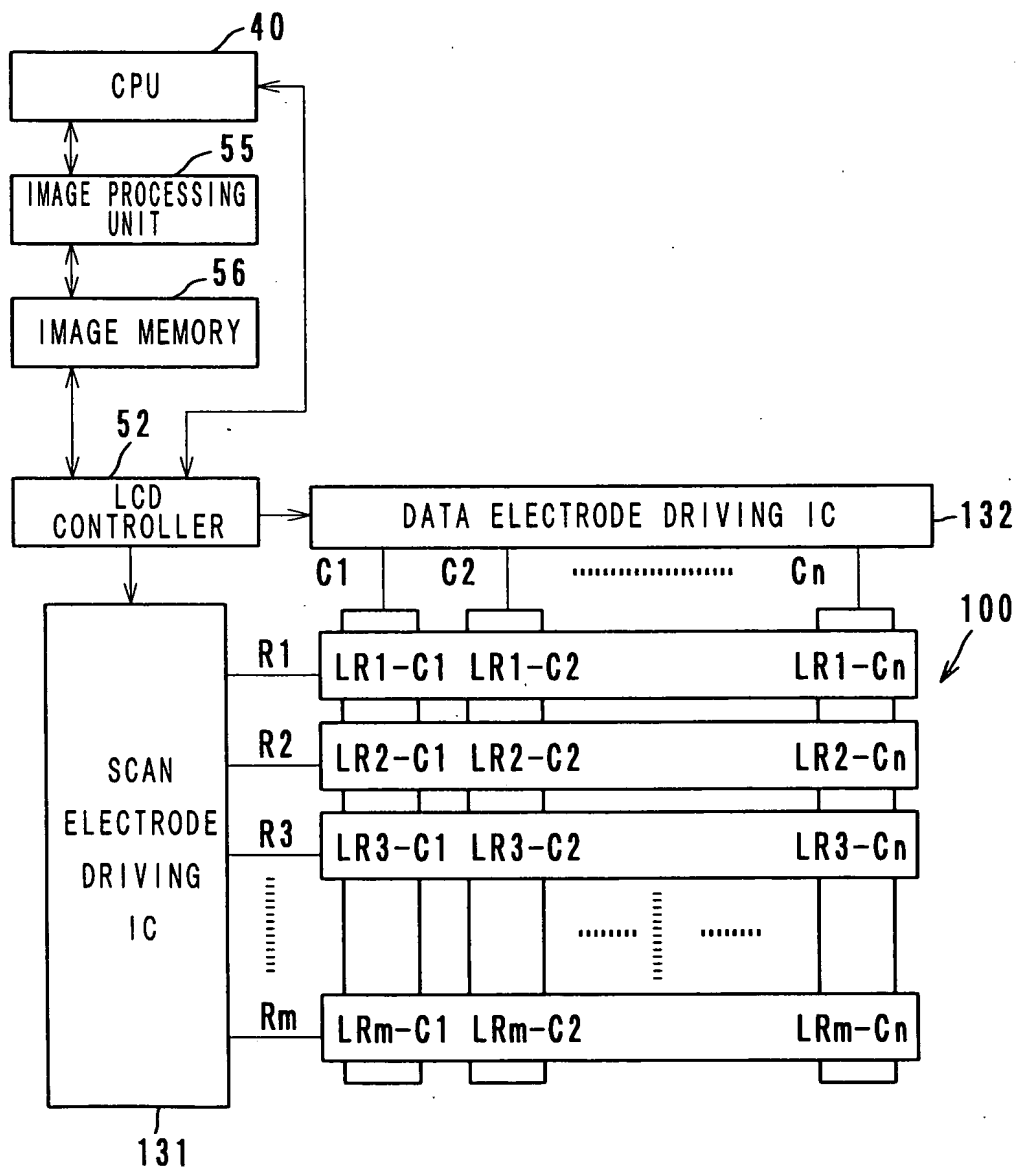 40
CPU
55
IMAGE PROCESSING
UNIT
56
IMAGE MEMORY
52
LCD
CONTROLLER
DATA ELECTRODE DRIVING IC
132
C1 C2 Cn
100
R1
LR1-C1 LR1-C2 LR1-Cn
R2
LR2-C1 LR2-C2 LR2-Cn
R3
LR3-C1 LR3-C2 LR3-Cn
SCAN
ELECTRODE
DRIVING
IC
Rm
LRm-C1 LRm-C2 LRm-Cn
131